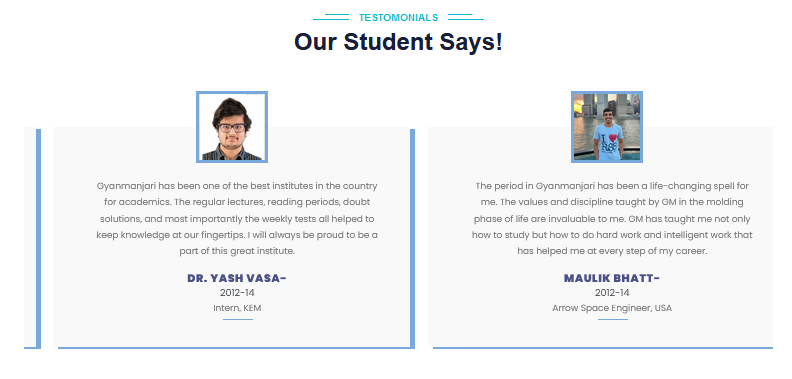 TESTOMONIALS
Our Student Says!
Gyanmanjari has been one of the best institutes in the country
for academics. The regular lectures, reading periods, doubt
solutions, and most importantly the weekly tests all helped to
keep knowledge at our fingertips. I will always be proud to be a
part of this great institute.
DR. YASH VASA-
2012-14
Intern, KEM
I
The period in Gyanmanjari has been a life-changing spell for
me. The values and discipline taught by GM in the molding
phase of life are invaluable to me. GM has taught me not only
how to study but how to do hard work and intelligent work that
has helped me at every step of my career.
MAULIK BHATT-
2012-14
Arrow Space Engineer, USA